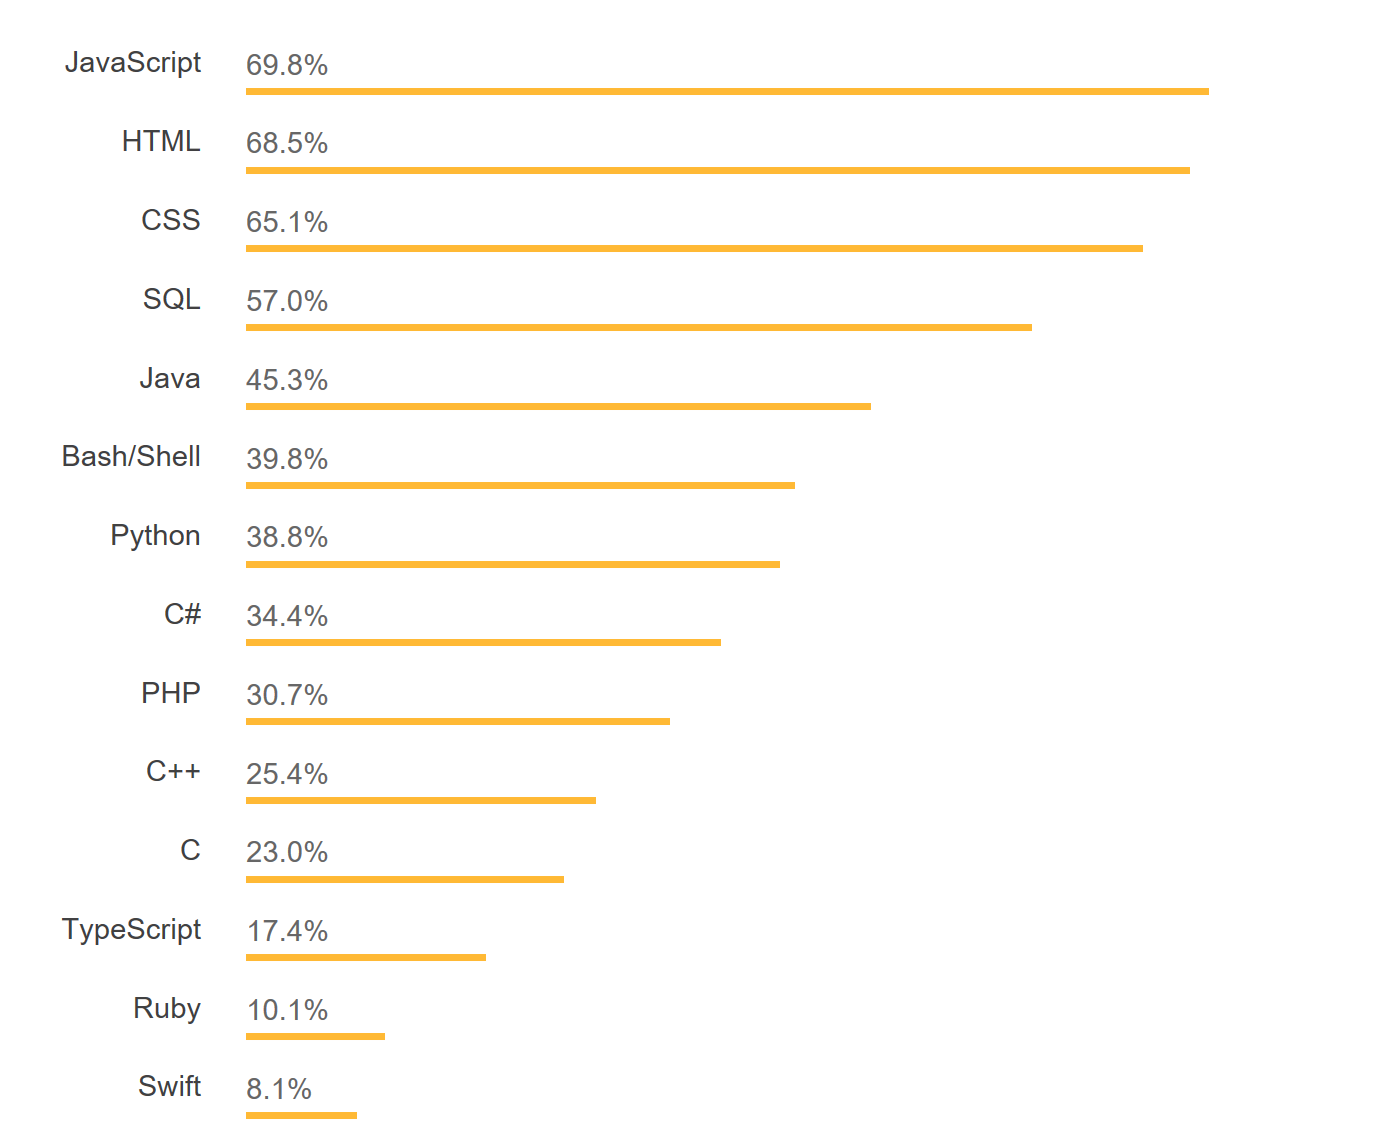 JavaScript 69.8%
HTML 68.5%
CSS 65.1%
SQL 57.0%
Java 45.3%
Bash/Shell 39.8%
Python 38.8%
C# 34.4%
PHP 30.7%
C++ 25.4%
C 23.0%
TypeScript 17.4%
Ruby 10.1%
Swift 8.1%